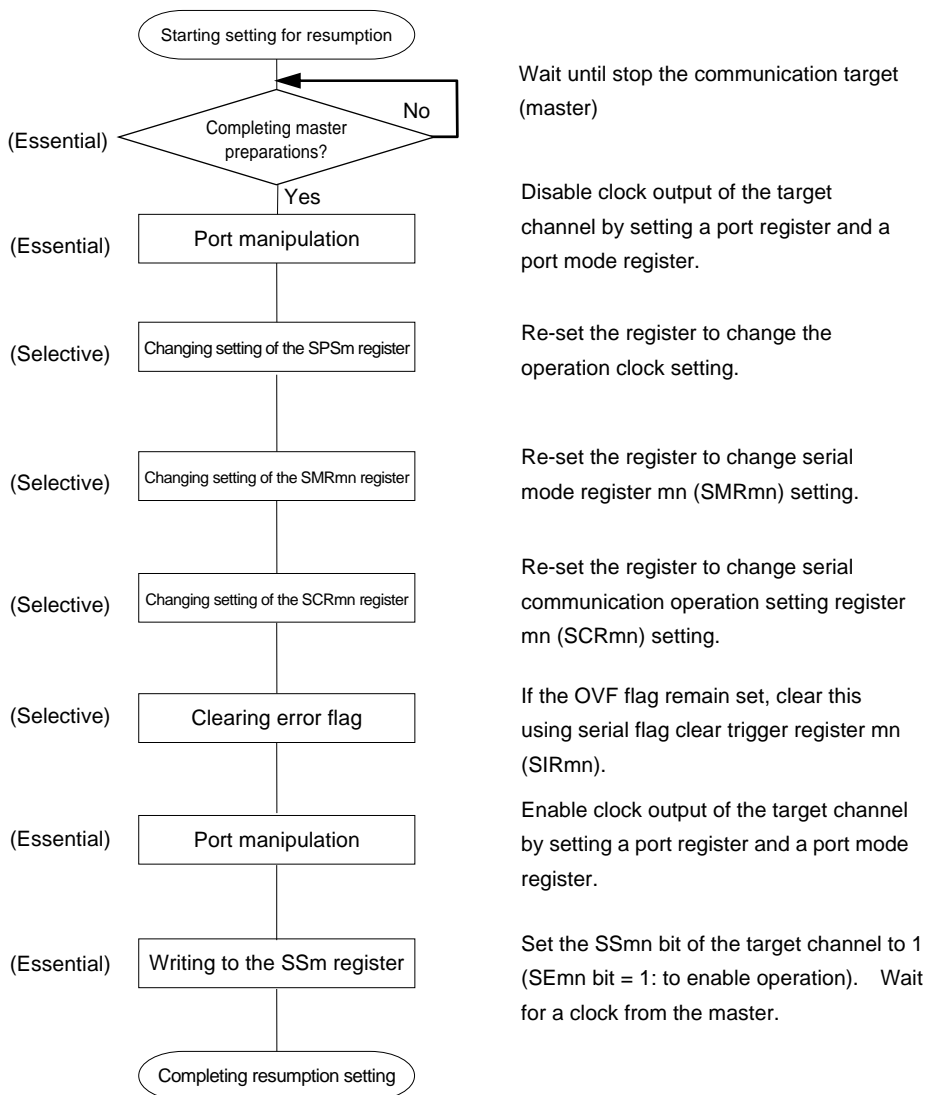 Starting setting for resumption
Wait until stop the communication target
(master)
No
(Essential)
Completing master
preparations?
Yes
Disable clock output of the target
channel by setting a port register and a
port mode register.
(Essential)
Port manipulation
Re-set the register to change the
operation clock setting.
(Selective)
Changing setting of the SPSm register
Re-set the register to change serial
mode register mn (SMRmn) setting.
(Selective)
Changing setting of the SMRmn register
Re-set the register to change serial
communication operation setting register
mn (SCRmn) setting.
(Selective)
Changing setting of the SCRmn register
If the OVF flag remain set, clear this
using serial flag clear trigger register mn
(SIRmn).
(Selective)
Clearing error flag
Enable clock output of the target channel
by setting a port register and a port mode
register.
(Essential)
Port manipulation
Set the SSmn bit of the target channel to 1
(SEmn bit = 1: to enable operation). Wait
for a clock from the master.
(Essential)
Writing to the SSm register
Completing resumption setting